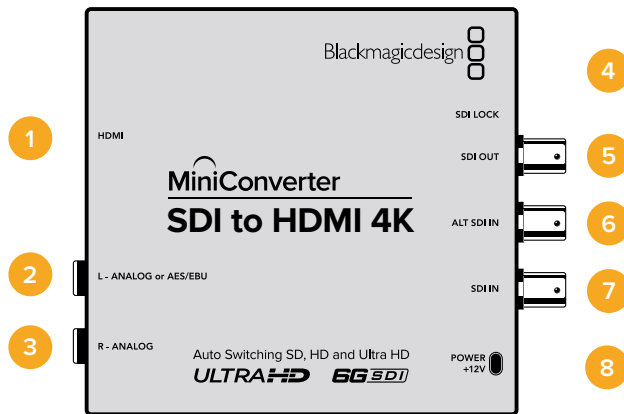 Blackmagicdesign
4
SDI LOCK
1
HDMI
SDI OUT
5
MiniConverter
SDI to HDMI 4K
ALT SDI IN
6
2
L - ANALOG or AES/EBU
SDI IN
7
3
R - ANALOG
Auto Switching SD, HD and Ultra HD
POWER
+12V
8
ULTRAHD 6G SDI